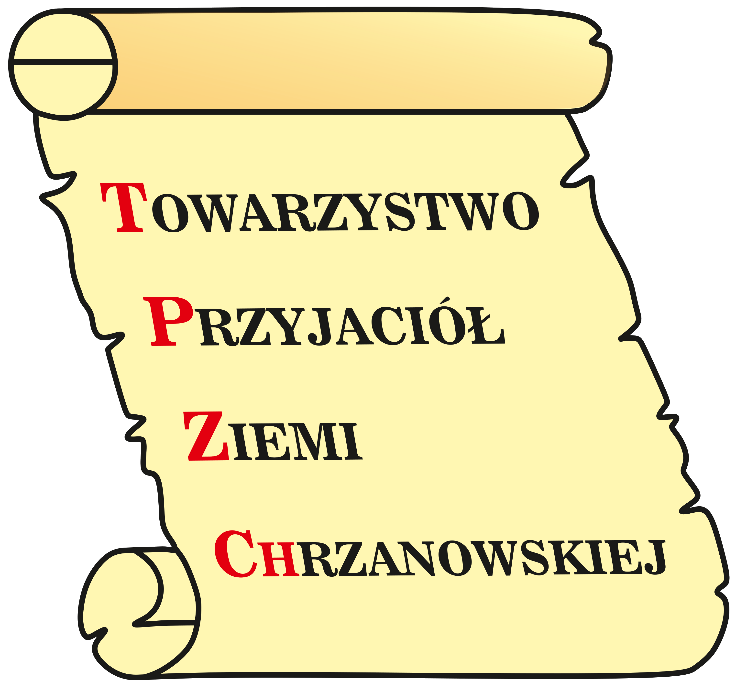 TOWARZYSTWO
PRZYJACIÓŁ
ZIEMI
CHRZANOWSKIEJ